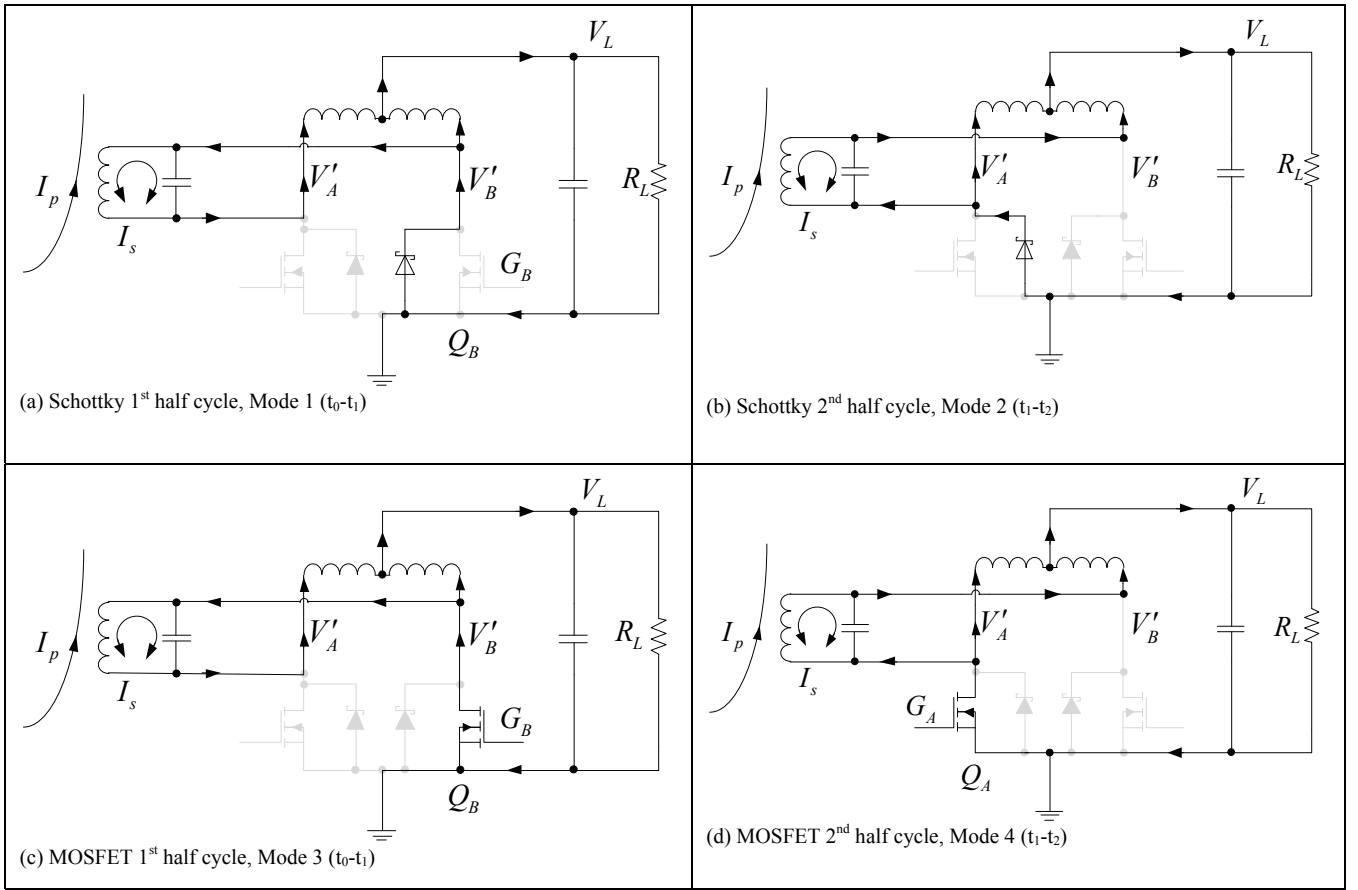 V_L
I_p
V'_A
V'_B
R_L
I_s
G_B
Q_B
(a) Schottky 1st half cycle, Mode 1 (t0-t1)
V_L
I_p
V'_A
V'_B
R_L
I_s
(b) Schottky 2nd half cycle, Mode 2 (t1-t2)
V_L
I_p
V'_A
V'_B
R_L
I_s
G_B
Q_B
(c) MOSFET 1st half cycle, Mode 3 (t0-t1)
V_L
I_p
V'_A
V'_B
R_L
I_s
G_A
Q_A
(d) MOSFET 2nd half cycle, Mode 4 (t1-t2)